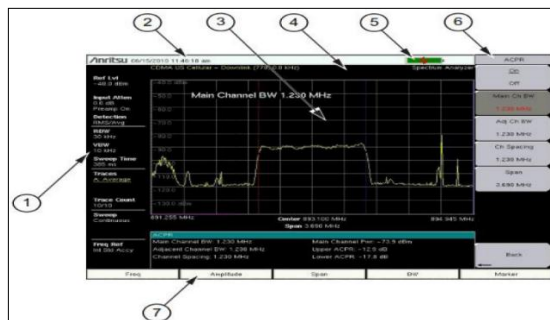 2
3
4
5
6
1
7
Anritsu 06/15/2010 11:40:18 am
CDMA US Cellular - Downlink
Spectrum Analyzer
ACPR
On
Off
Main Ch BW
1.230 MHz
Adj Ch BW
1.230 MHz
Ch Spacing
1.230 MHz
Span
3.690 MHz
Back
Ref Lvl
-40.0 dBm
Input Atten
0.0 dB
Preamp On
Detection
RMS/Avg
RBW
30 kHz
VBW
10 kHz
Sweep Time
385 ms
Traces
A: Average
Trace Count
10/10
Sweep
Continuous
Freq Ref
Int Std Accy
Main Channel BW 1.230 MHz
891.255 MHz
Center 893.100 MHz
894.945 MHz
Span 3.690 MHz
ACPR
Main Channel BW: 1.230 MHz
Main Channel Pwr: -73.9 dBm
Adjacent Channel BW: 1.230 MHz
Upper ACPR: -12.9 dB
Channel Spacing: 1.230 MHz
Lower ACPR: -17.8 dB
Freq
Amplitude
Span
BW
Marker